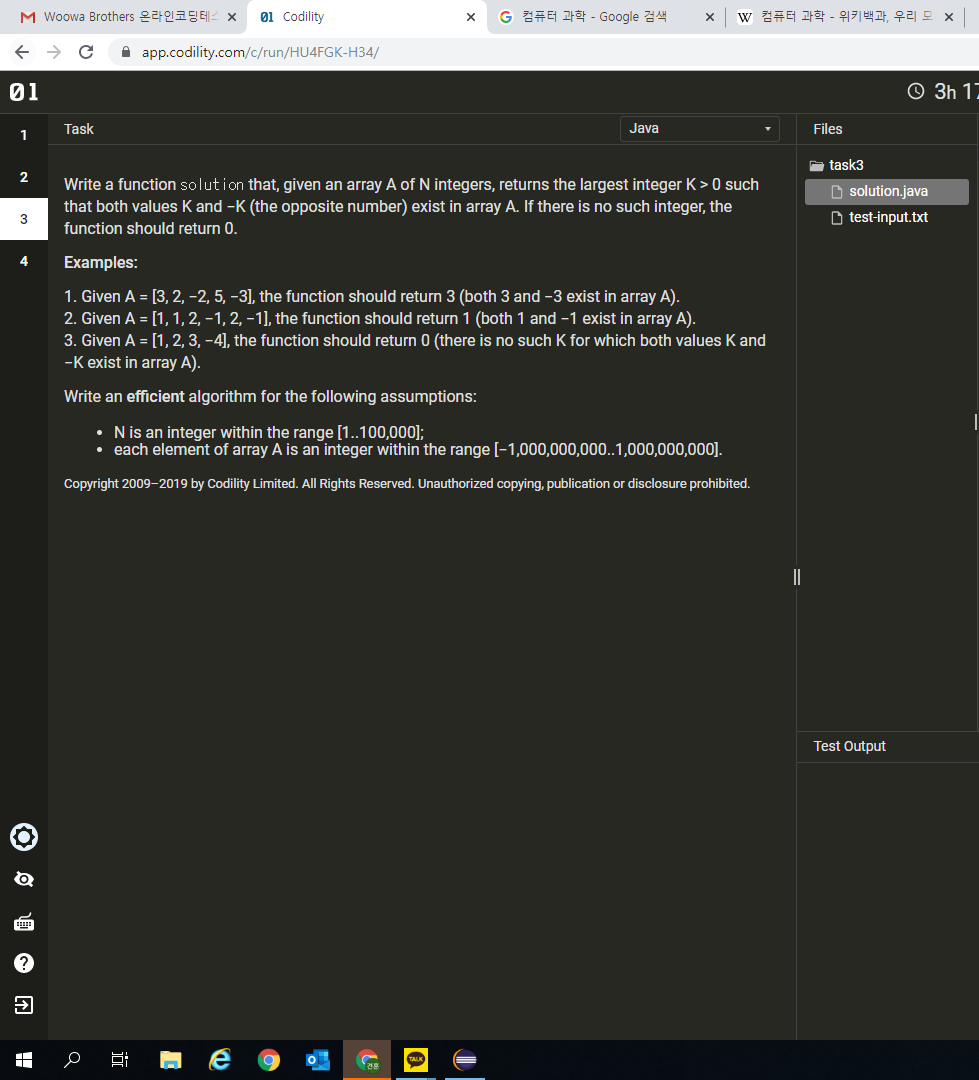 Woowa Brothers 온라인코딩테스
Codility
컴퓨터 과학 - Google 검색
컴퓨터 과학 - 위키백과, 우리 모
app.codility.com/c/run/HU4FGK-H34/
01
3h 17
1
Task
Java
Files
2
3
4
task3
solution.java
test-input.txt
Write a function solution that, given an array A of N integers, returns the largest integer K > 0 such
that both values K and −K (the opposite number) exist in array A. If there is no such integer, the
function should return 0.
Examples:
1. Given A = [3, 2, −2, 5, −3], the function should return 3 (both 3 and −3 exist in array A).
2. Given A = [1, 1, 2, −1, 2, −1], the function should return 1 (both 1 and −1 exist in array A).
3. Given A = [1, 2, 3, −4], the function should return 0 (there is no such K for which both values K and
−K exist in array A).
Write an efficient algorithm for the following assumptions:
• N is an integer within the range [1..100,000];
• each element of array A is an integer within the range [−1,000,000,000..1,000,000,000].
Copyright 2009–2019 by Codility Limited. All Rights Reserved. Unauthorized copying, publication or disclosure prohibited.
Test Output
TALK